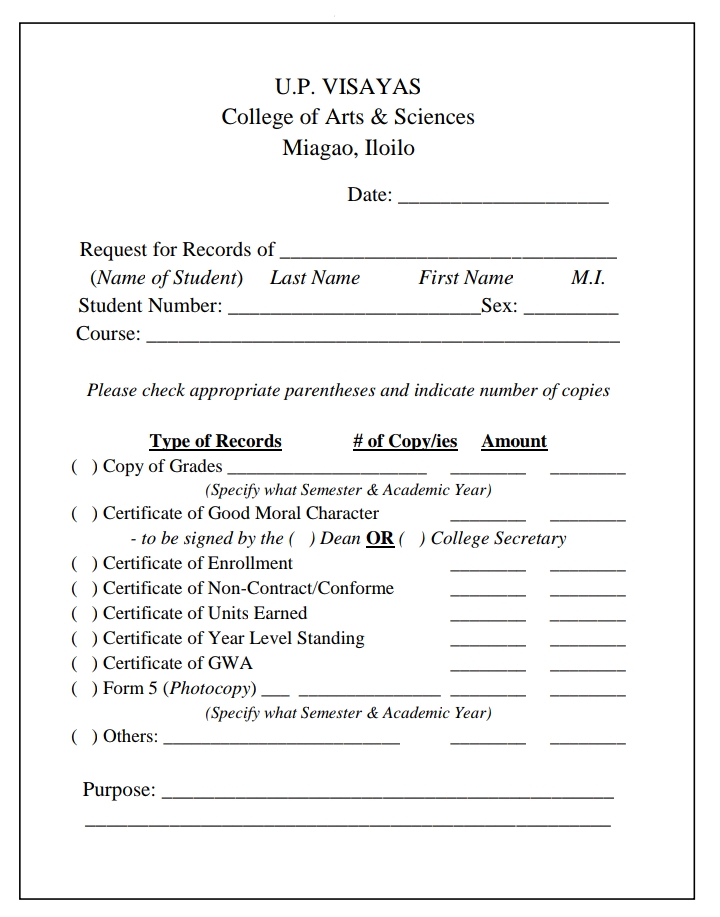 U.P. VISAYAS
College of Arts & Sciences
Miagao, Iloilo
Date: ____________________
Request for Records of ________________________________
(Name of Student) Last Name First Name M.I.
Student Number: ________________________Sex: _________
Course: _____________________________________________
Please check appropriate parentheses and indicate number of copies
Type of Records # of Copy/ies Amount
( ) Copy of Grades _____________________ ________ ________
(Specify what Semester & Academic Year)
( ) Certificate of Good Moral Character ________ ________
- to be signed by the ( ) Dean OR ( ) College Secretary
( ) Certificate of Enrollment ________ ________
( ) Certificate of Non-Contract/Conforme ________ ________
( ) Certificate of Units Earned ________ ________
( ) Certificate of Year Level Standing ________ ________
( ) Certificate of GWA ________ ________
( ) Form 5 (Photocopy) ___ _______________ ________ ________
(Specify what Semester & Academic Year)
( ) Others: _________________________ ________ ________
Purpose: ___________________________________________
__________________________________________________